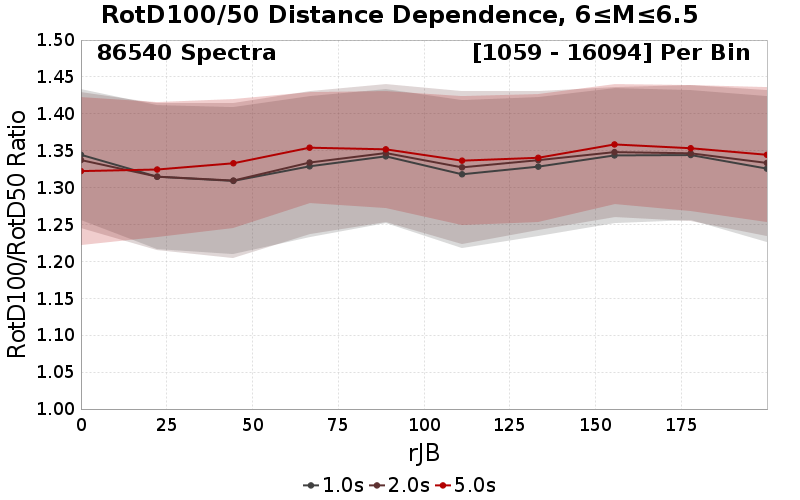 RotD100/50 Distance Dependence, 6≤M≤6.5
86540 Spectra
[1059 - 16094] Per Bin
RotD100/RotD50 Ratio
1.50
1.45
1.40
1.35
1.30
1.25
1.20
1.15
1.10
1.05
1.00
0 25 50 75 100 125 150 175
rJB
1.0s 2.0s 5.0s